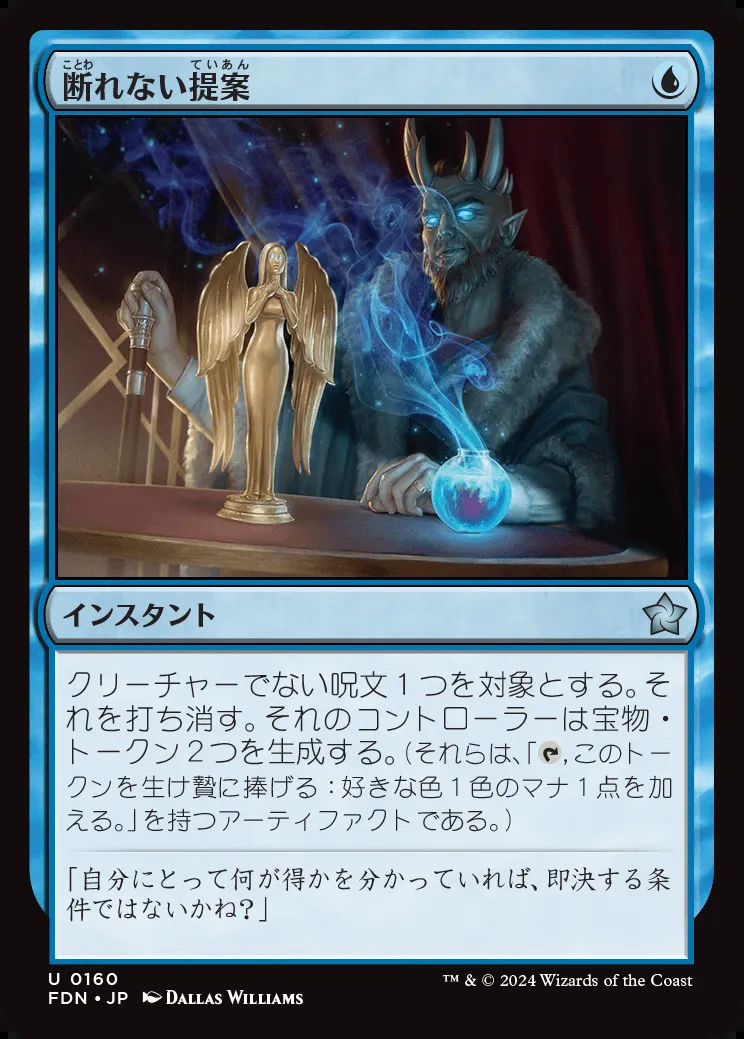 断れない提案
ことわ
ていあん
インスタント
クリーチャーでない呪文１つを対象とする。そ
れを打ち消す。それのコントローラーは宝物・
トークン２つを生成する。（それらは、「,このトー
クンを生け贄に捧げる：好きな色１色のマナ１点を加
える。」を持つアーティファクトである。）
「自分にとって何が得かを分かっていれば、即決する条
件ではないかね？」
U 0160
FDN • JP DALLAS WILLIAMS
™ & © 2024 Wizards of the Coast